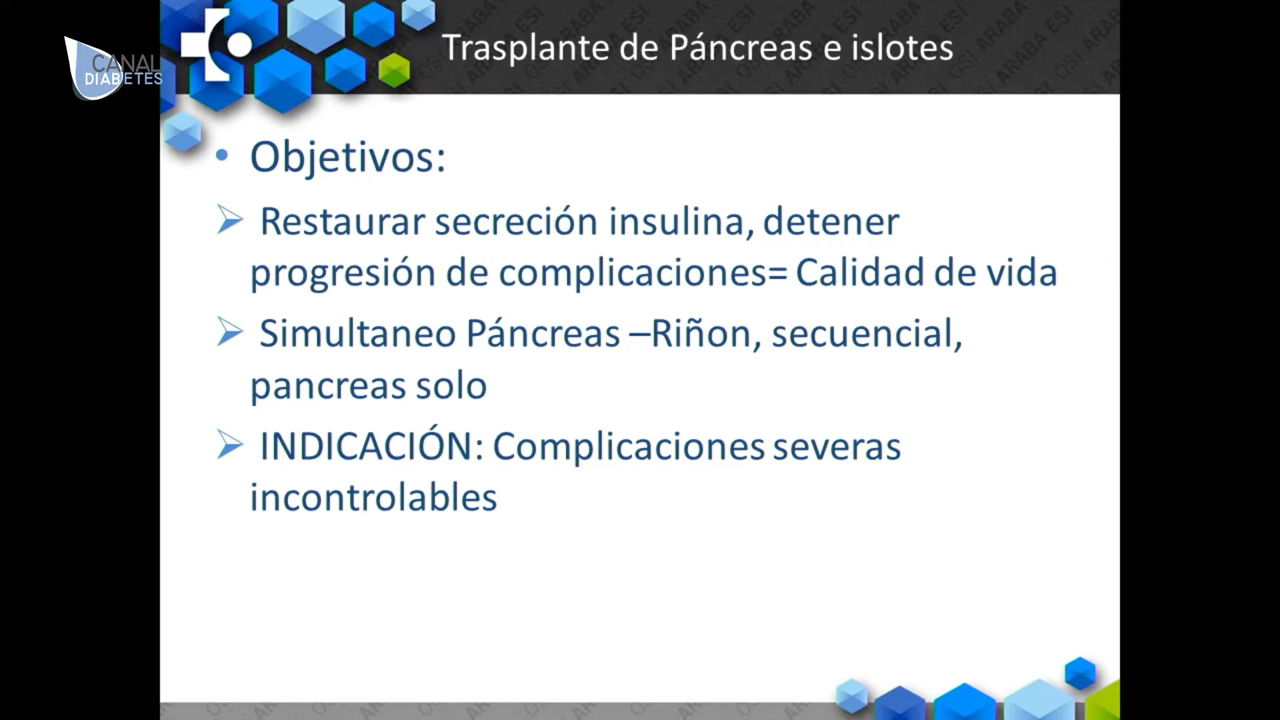 CANAL
DIABETES
Trasplante de Páncreas e islotes
• Objetivos:
Restaurar secreción insulina, detener
progresión de complicaciones= Calidad de vida
Simultaneo Páncreas –Riñon, secuencial,
pancreas solo
INDICACIÓN: Complicaciones severas
incontrolables